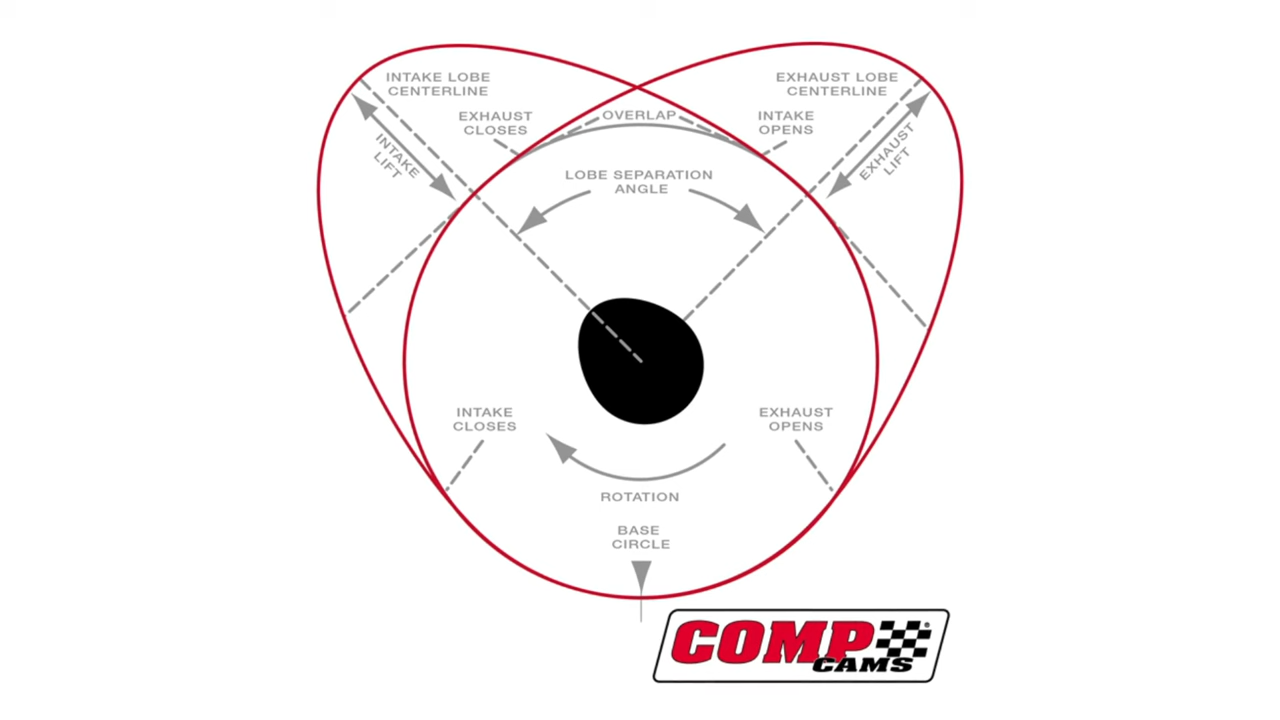 INTAKE LOBE
CENTERLINE
EXHAUST LOBE
CENTERLINE
EXHAUST
CLOSES
OVERLAP
INTAKE
OPENS
INTAKE
LIFT
EXHAUST
LIFT
LOBE SEPARATION
ANGLE
INTAKE
CLOSES
EXHAUST
OPENS
ROTATION
BASE
CIRCLE
COMP
CAMS
®